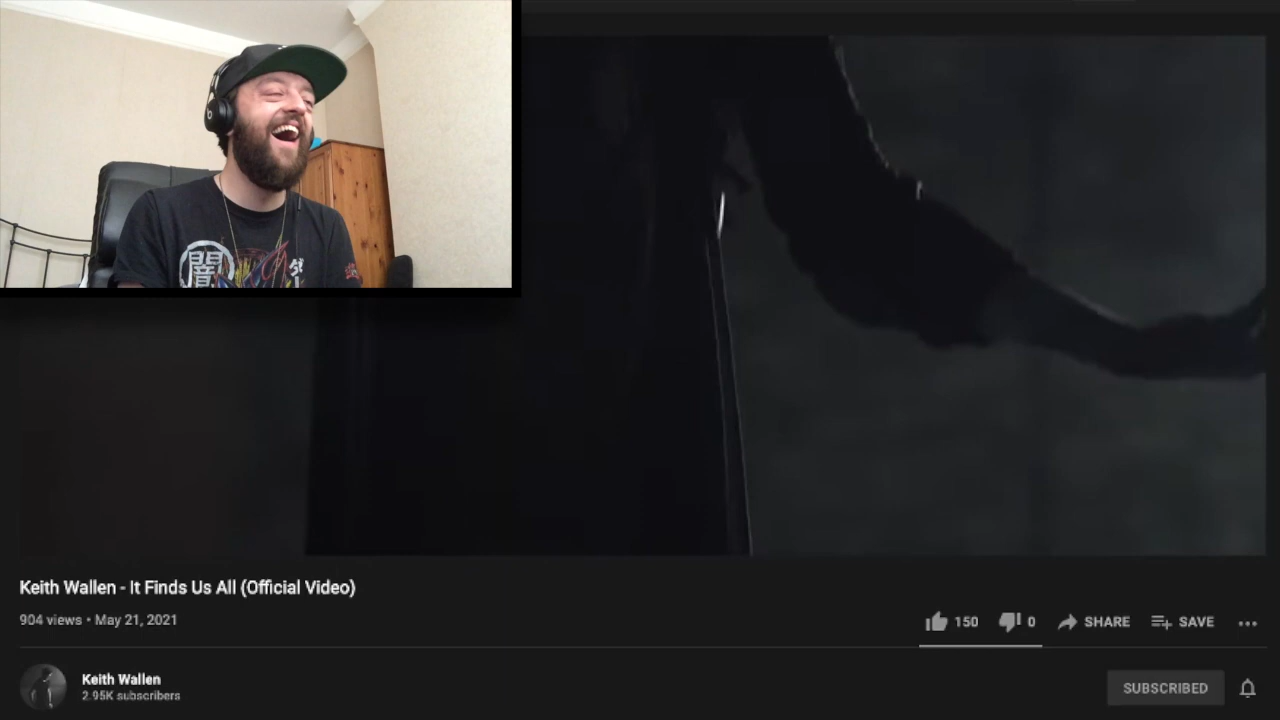 闇
Keith Wallen - It Finds Us All (Official Video)
904 views • May 21, 2021
150
0
SHARE
SAVE
Keith Wallen
2.95K subscribers
SUBSCRIBED